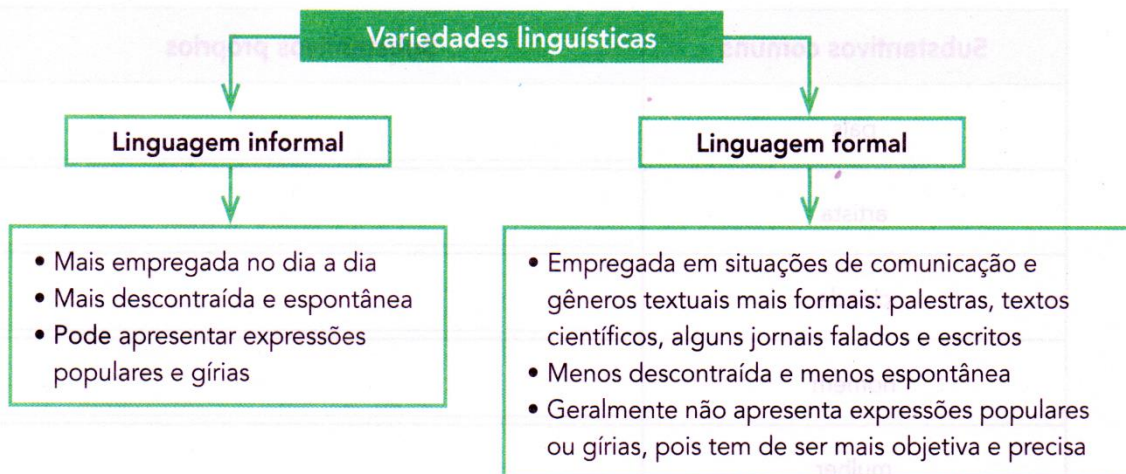 Variedades linguísticas
Linguagem informal
Linguagem formal
• Mais empregada no dia a dia
• Mais descontraída e espontânea
• Pode apresentar expressões
populares e gírias
• Empregada em situações de comunicação e
gêneros textuais mais formais: palestras, textos
científicos, alguns jornais falados e escritos
• Menos descontraída e menos espontânea
• Geralmente não apresenta expressões populares
ou gírias, pois tem de ser mais objetiva e precisa